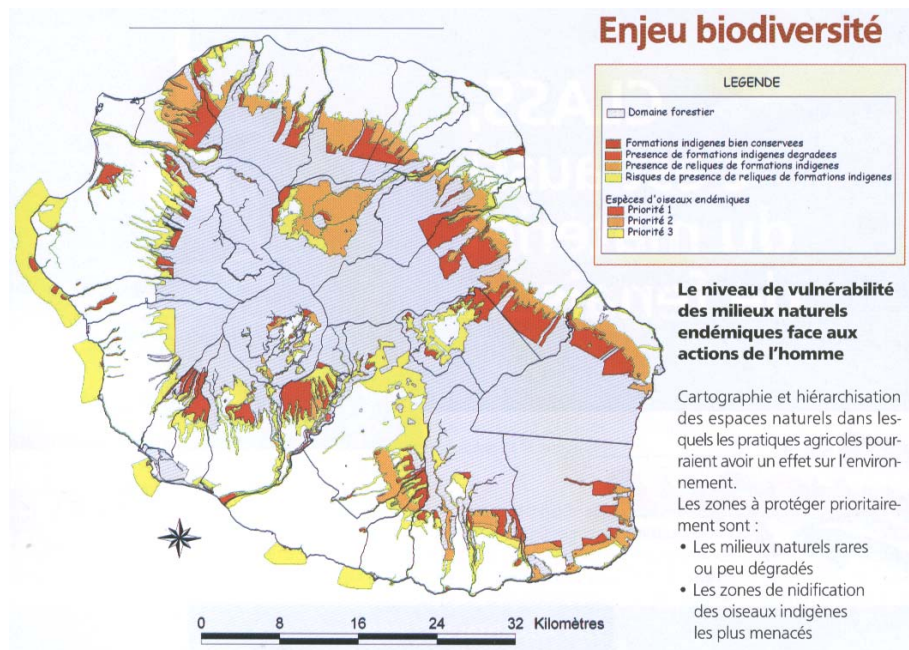 Enjeu biodiversité
LEGENDE
Domaine forestier
Formations indigenes bien conservees
Presence de formations indigenes degradees
Presence de reliques de formations indigenes
Risques de presence de reliques de formations indigenes
Espèces d'oiseaux endémiques
Priorité 1
Priorité 2
Priorité 3
Le niveau de vulnérabilité
des milieux naturels
endémiques face aux
actions de l'homme
Cartographie et hiérarchisation
des espaces naturels dans les-
quels les pratiques agricoles pour-
raient avoir un effet sur l'environ-
nement.
Les zones à protéger prioritaire-
ment sont :
• Les milieux naturels rares
ou peu dégradés
• Les zones de nidification
des oiseaux indigènes
les plus menacés
0 8 16 24 32 Kilomètres